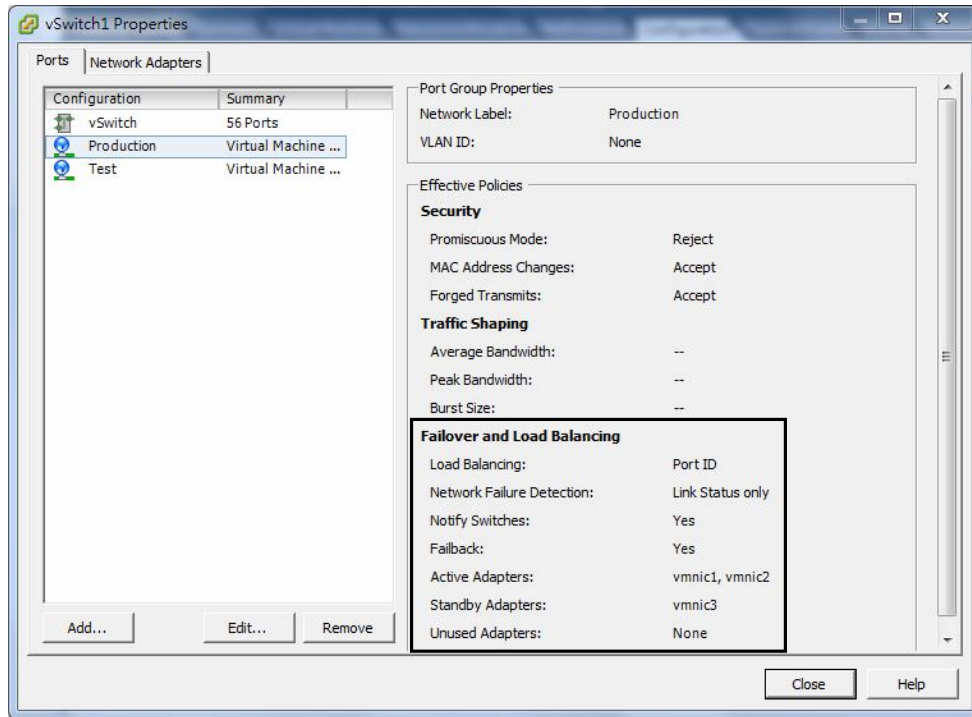 vSwitch1 Properties
Ports Network Adapters
Configuration Summary
vSwitch 56 Ports
Production Virtual Machine ...
Test Virtual Machine ...
Add... Edit... Remove
Port Group Properties
Network Label: Production
VLAN ID: None
Effective Policies
Security
Promiscuous Mode: Reject
MAC Address Changes: Accept
Forged Transmits: Accept
Traffic Shaping
Average Bandwidth: --
Peak Bandwidth: --
Burst Size: --
Failover and Load Balancing
Load Balancing: Port ID
Network Failure Detection: Link Status only
Notify Switches: Yes
Failback: Yes
Active Adapters: vmnic1, vmnic2
Standby Adapters: vmnic3
Unused Adapters: None
Close Help